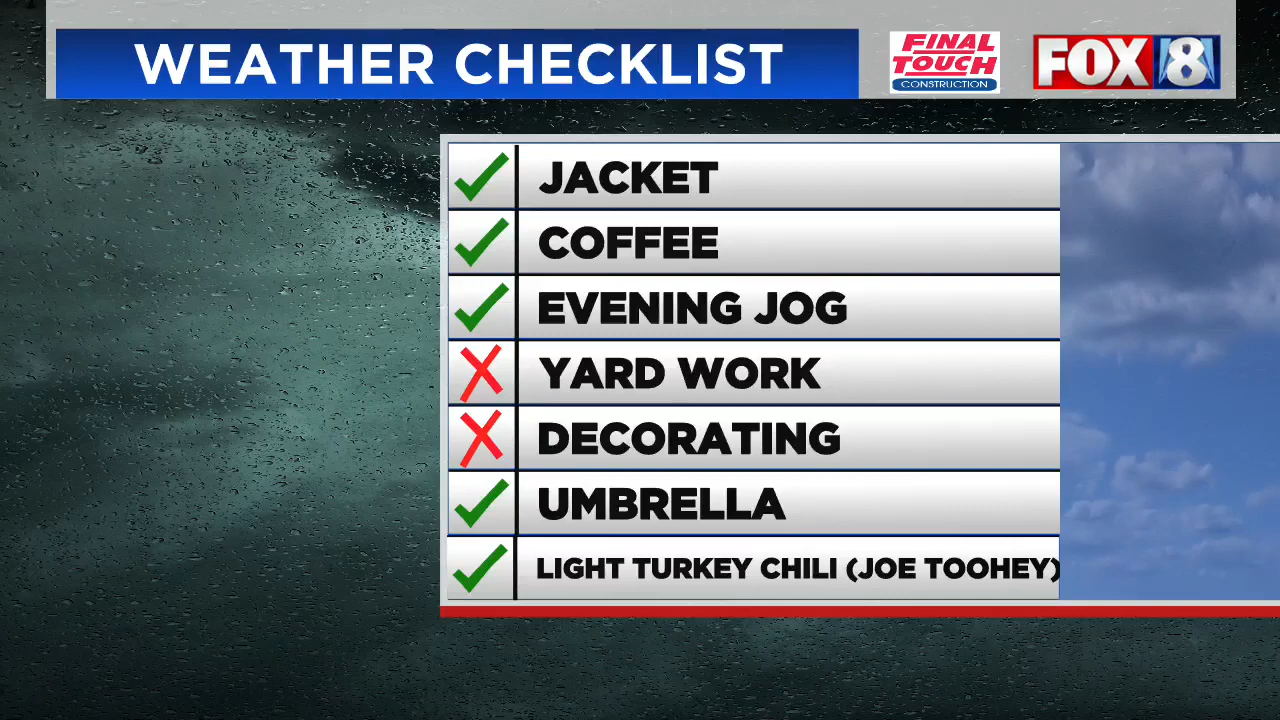 WEATHER CHECKLIST
FINAL
TOUCH
CONSTRUCTION
FOX 8
JACKET
COFFEE
EVENING JOG
YARD WORK
DECORATING
UMBRELLA
LIGHT TURKEY CHILI (JOE TOOHEY)